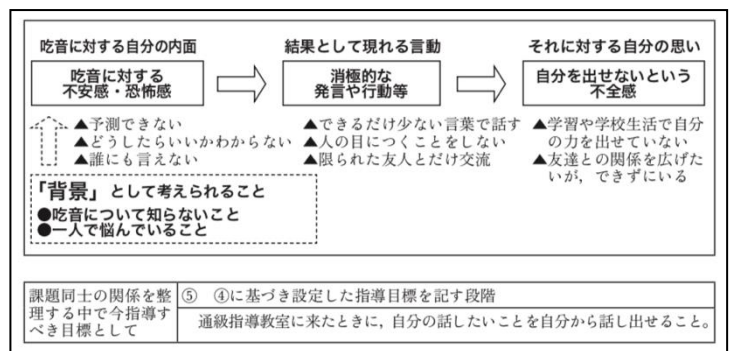 吃音に対する自分の内面
結果として現れる言動
それに対する自分の思い
吃音に対する
不安感・恐怖感
消極的な
発言や行動等
自分を出せないという
不全感
▲予測できない
▲どうしたらいいかわからない
▲誰にも言えない
▲できるだけ少ない言葉で話す
▲人の目につくことをしない
▲限られた友人とだけ交流
▲学習や学校生活で自分
の力を出せていない
▲友達との関係を広げた
いが，できずにいる
「背景」として考えられること
●吃音について知らないこと
●一人で悩んでいること
課題同士の関係を整
理する中で今指導す
べき目標として
⑤　④に基づき設定した指導目標を記す段階
通級指導教室に来たときに，自分の話したいことを自分から話し出せること。